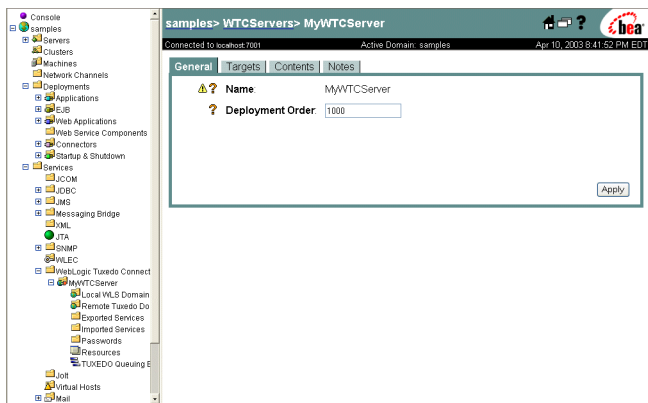 Console
samples
Servers
Clusters
Machines
Network Channels
Deployments
Applications
EJB
Web Applications
Web Service Components
Connectors
Startup & Shutdown
Services
JCOM
JDBC
JMS
Messaging Bridge
XML
JTA
SNMP
WLEC
WebLogic Tuxedo Connect
MyWTCServer
Local WLS Domain
Remote Tuxedo Do
Exported Services
Imported Services
Passwords
Resources
TUXEDO Queuing B
Jolt
Virtual Hosts
Mail
samples> WTCServers> MyWTCServer
? bea
Connected to localhost:7001 Active Domain: samples Apr 10, 2003 8:41:52 PM EDT
General Targets Contents Notes
? Name: MyWTCServer
? Deployment Order: 1000
Apply